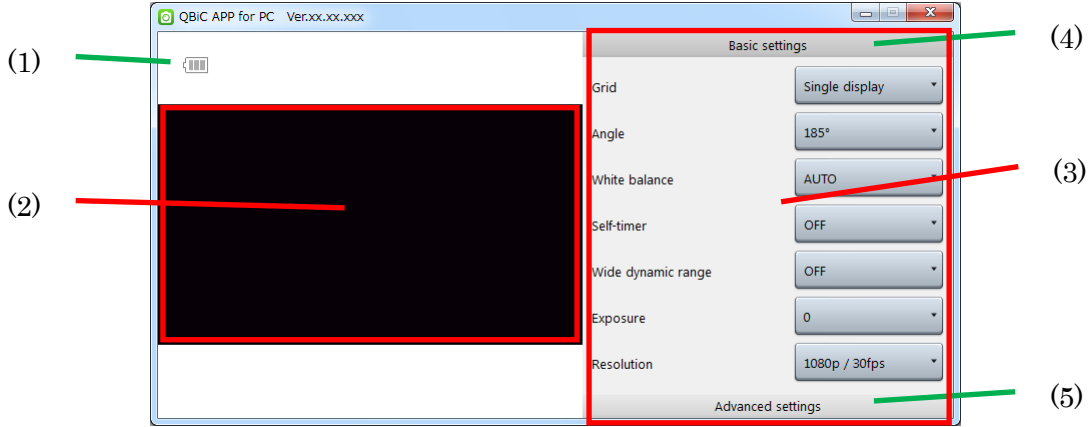 QBiC APP for PC Ver.xx.xx.xxx
(1)
(2)
Basic settings
(4)
Grid Single display
Angle 185°
White balance AUTO
(3)
Self-timer OFF
Wide dynamic range OFF
Exposure 0
Resolution 1080p / 30fps
Advanced settings
(5)